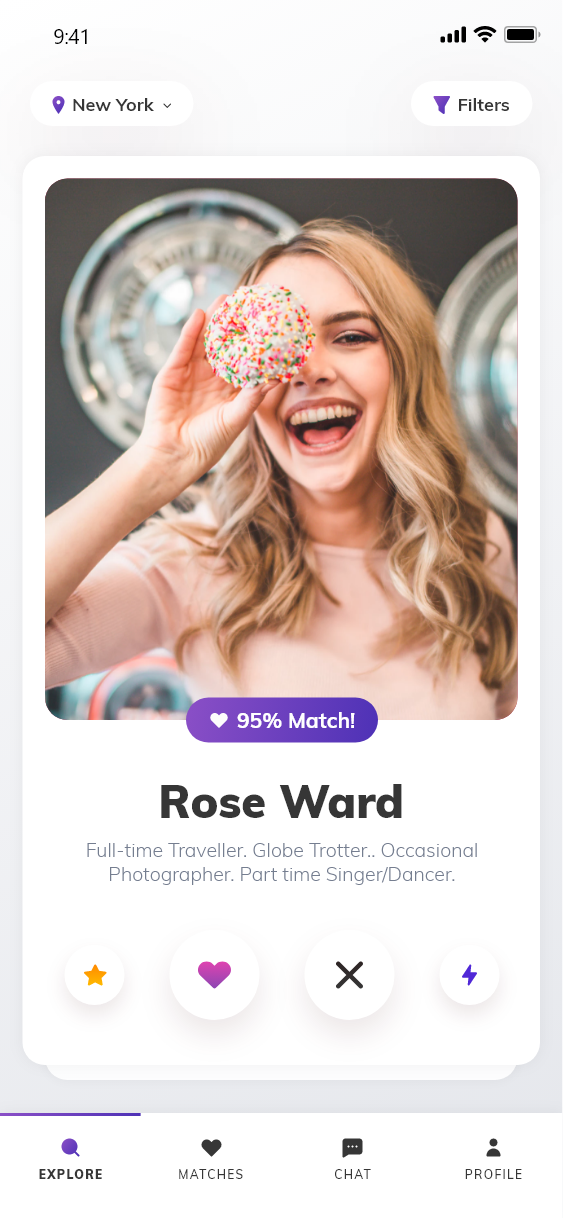 9:41
New York
Filters
95% Match!
Rose Ward
Full-time Traveller. Globe Trotter.. Occasional
Photographer. Part time Singer/Dancer.
EXPLORE
MATCHES
CHAT
PROFILE